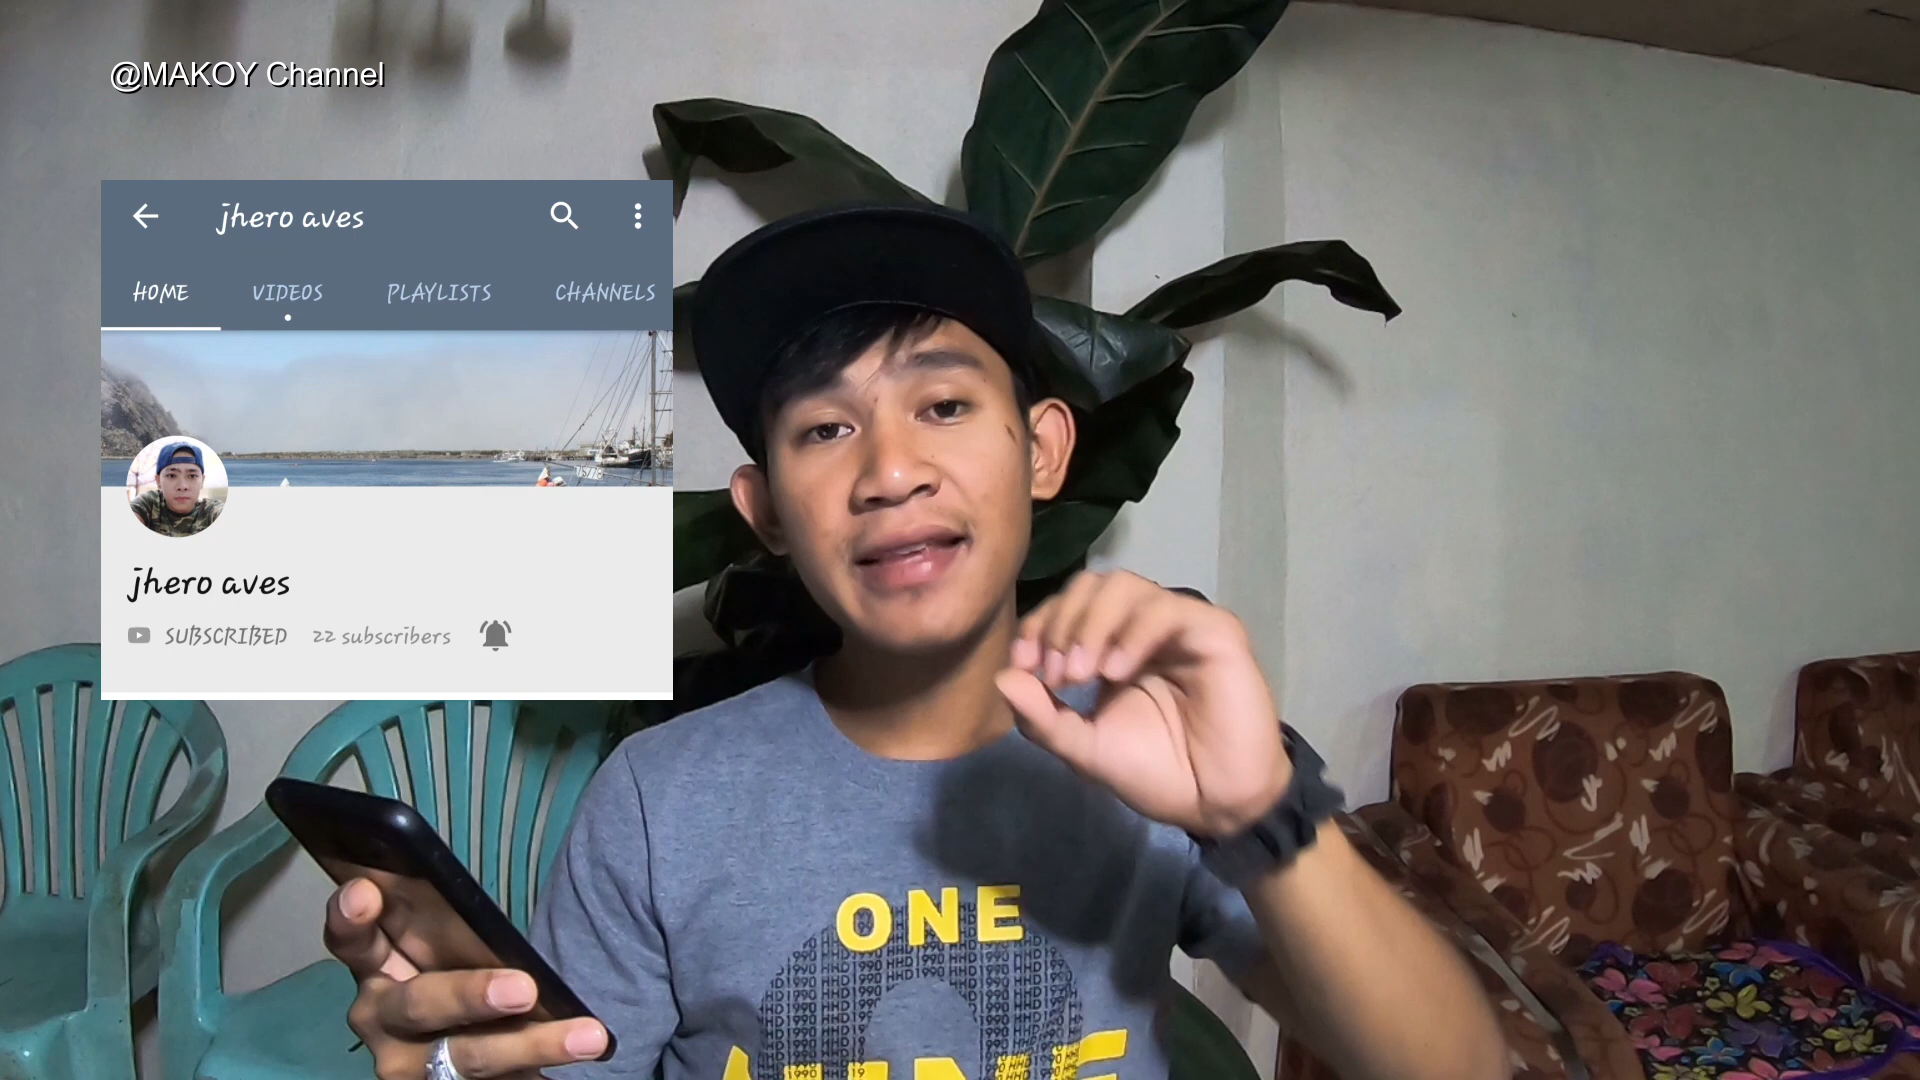 @MAKOY Channel
jhero aves
HOME VIDEOS PLAYLISTS CHANNELS
jhero aves
SUBSCRIBED 22 subscribers
ONE